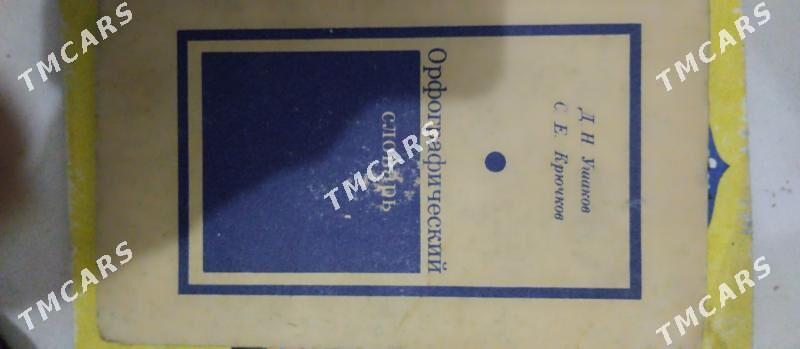 Д Н Ушаков
С Е. Крючков
Орфографический
словарь
TMCARS
TMCARS
TMCARS
TMCARS
TMCARS
TMCARS